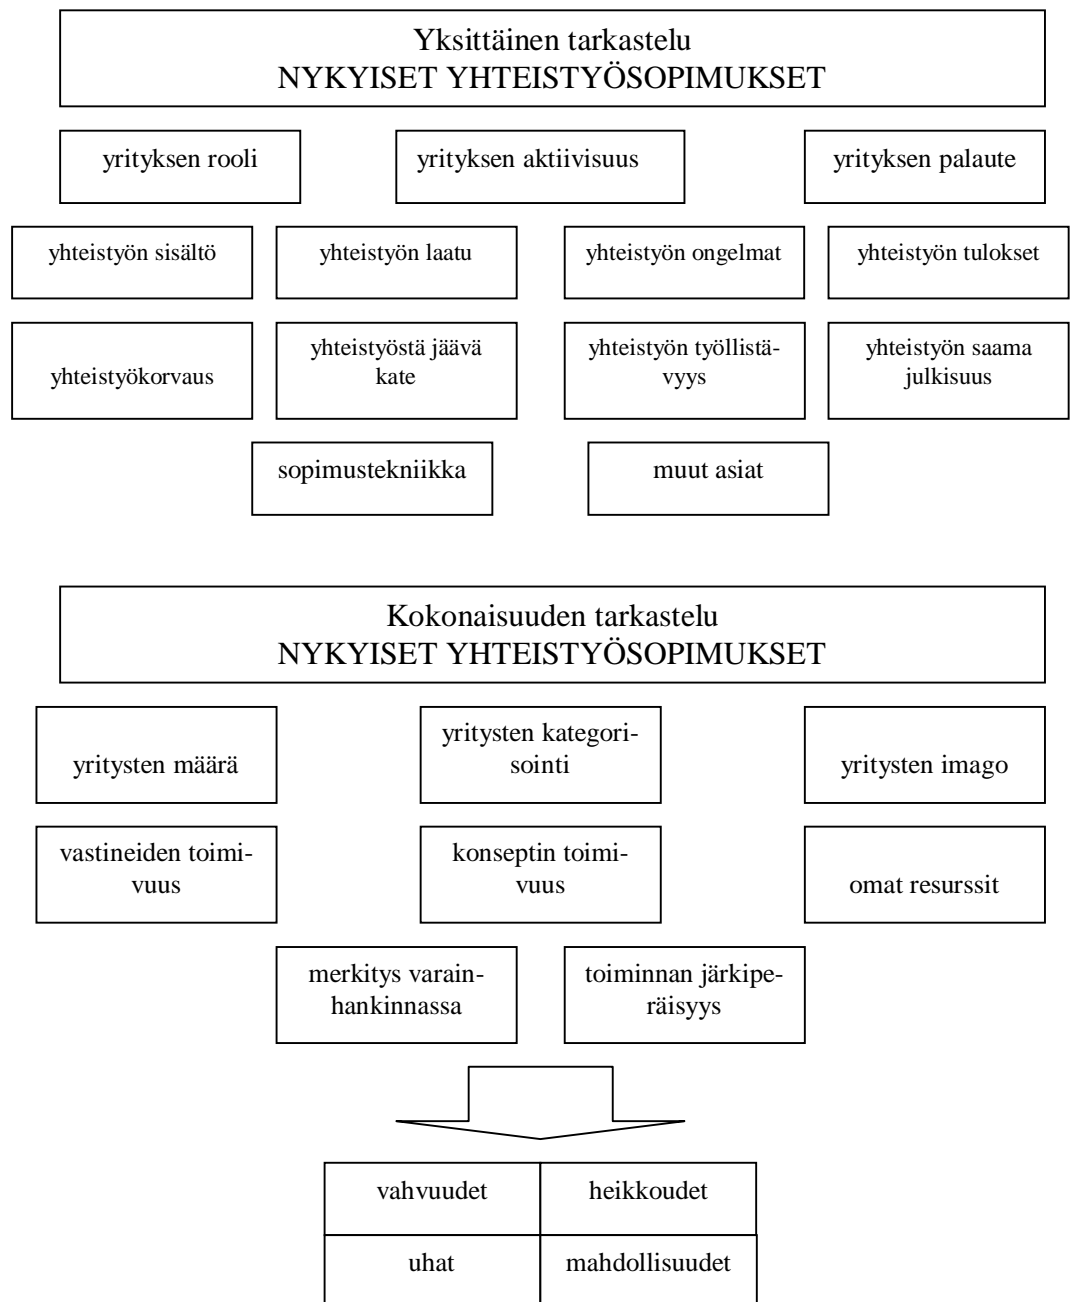 Yksittäinen tarkastelu
NYKYISET YHTEISTYÖSOPIMUKSET
yrityksen rooli
yrityksen aktiivisuus
yrityksen palaute
yhteistyön sisältö
yhteistyön laatu
yhteistyön ongelmat
yhteistyön tulokset
yhteistyökorvaus
yhteistyöstä jäävä
kate
yhteistyön työllistä-
vyys
yhteistyön saama
julkisuus
sopimustekniikka
muut asiat
Kokonaisuuden tarkastelu
NYKYISET YHTEISTYÖSOPIMUKSET
yritysten määrä
yritysten kategori-
sointi
yritysten imago
vastineiden toimi-
vuus
konseptin toimi-
vuus
omat resurssit
merkitys varain-
hankinnassa
toiminnan järkipe-
räisyys
vahvuudet
heikkoudet
uhat
mahdollisuudet